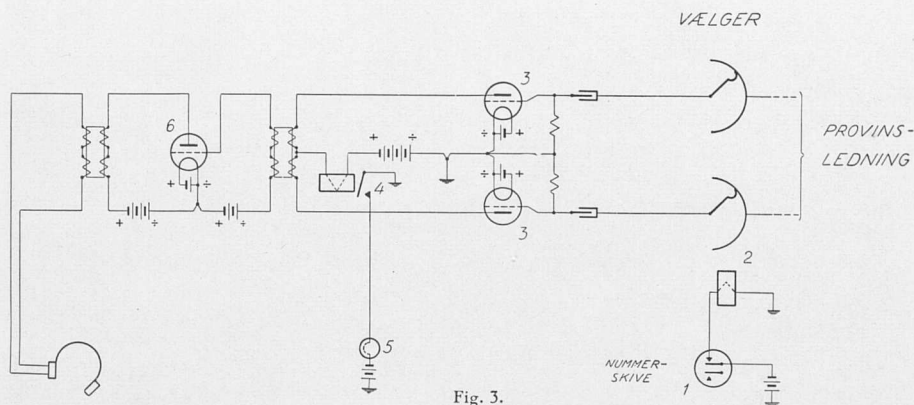 VÆLGER
3
6
+ ÷
÷ +
PROVINS-
LEDNING
+ ÷
4
÷ +
+ ÷
+ ÷
3
2
5
NUMMER-
SKIVE
1
Fig. 3.